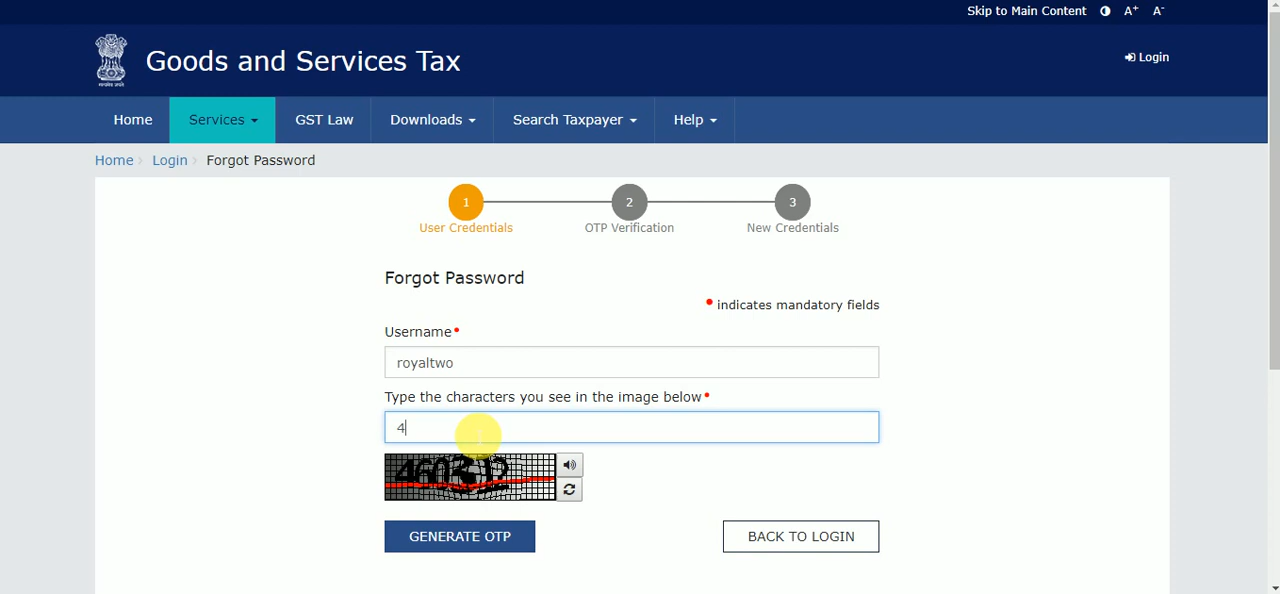 Skip to Main Content A+ A-
Goods and Services Tax
Login
Home Services GST Law Downloads Search Taxpayer Help
Home Login Forgot Password
1 2 3
User Credentials OTP Verification New Credentials
Forgot Password
• indicates mandatory fields
Username•
royaltwo
Type the characters you see in the image below•
4
GENERATE OTP BACK TO LOGIN